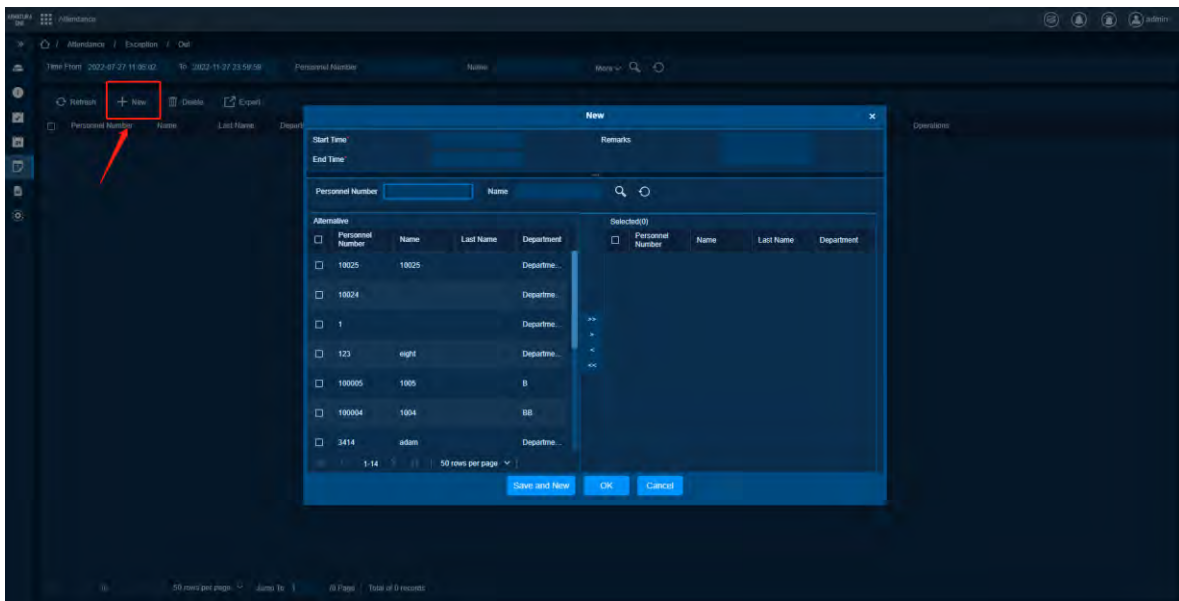 Attendance
admin
Attendance / Exception / Out
Time From 2022-07-27 11:05:02 To 2022-11-27 23:59:59 Personnel Number Name More
Refresh New Delete Export
Personnel Number Name Last Name Operations
New
Start Time* Remarks
End Time*
Personnel Number Name
Alternative Selected(0)
Personnel Number Name Last Name Department Personnel Number Name Last Name Department
10025 10025 Departme...
10024 Departme...
1 Departme...
>>
>
123 eight Departme...
<
<<
100005 1005 B
100004 1004 BB
3414 adam Departme...
1-14 50 rows per page
Save and New OK Cancel
50 rows per page Jump To 1 /0 Page Total of 0 records